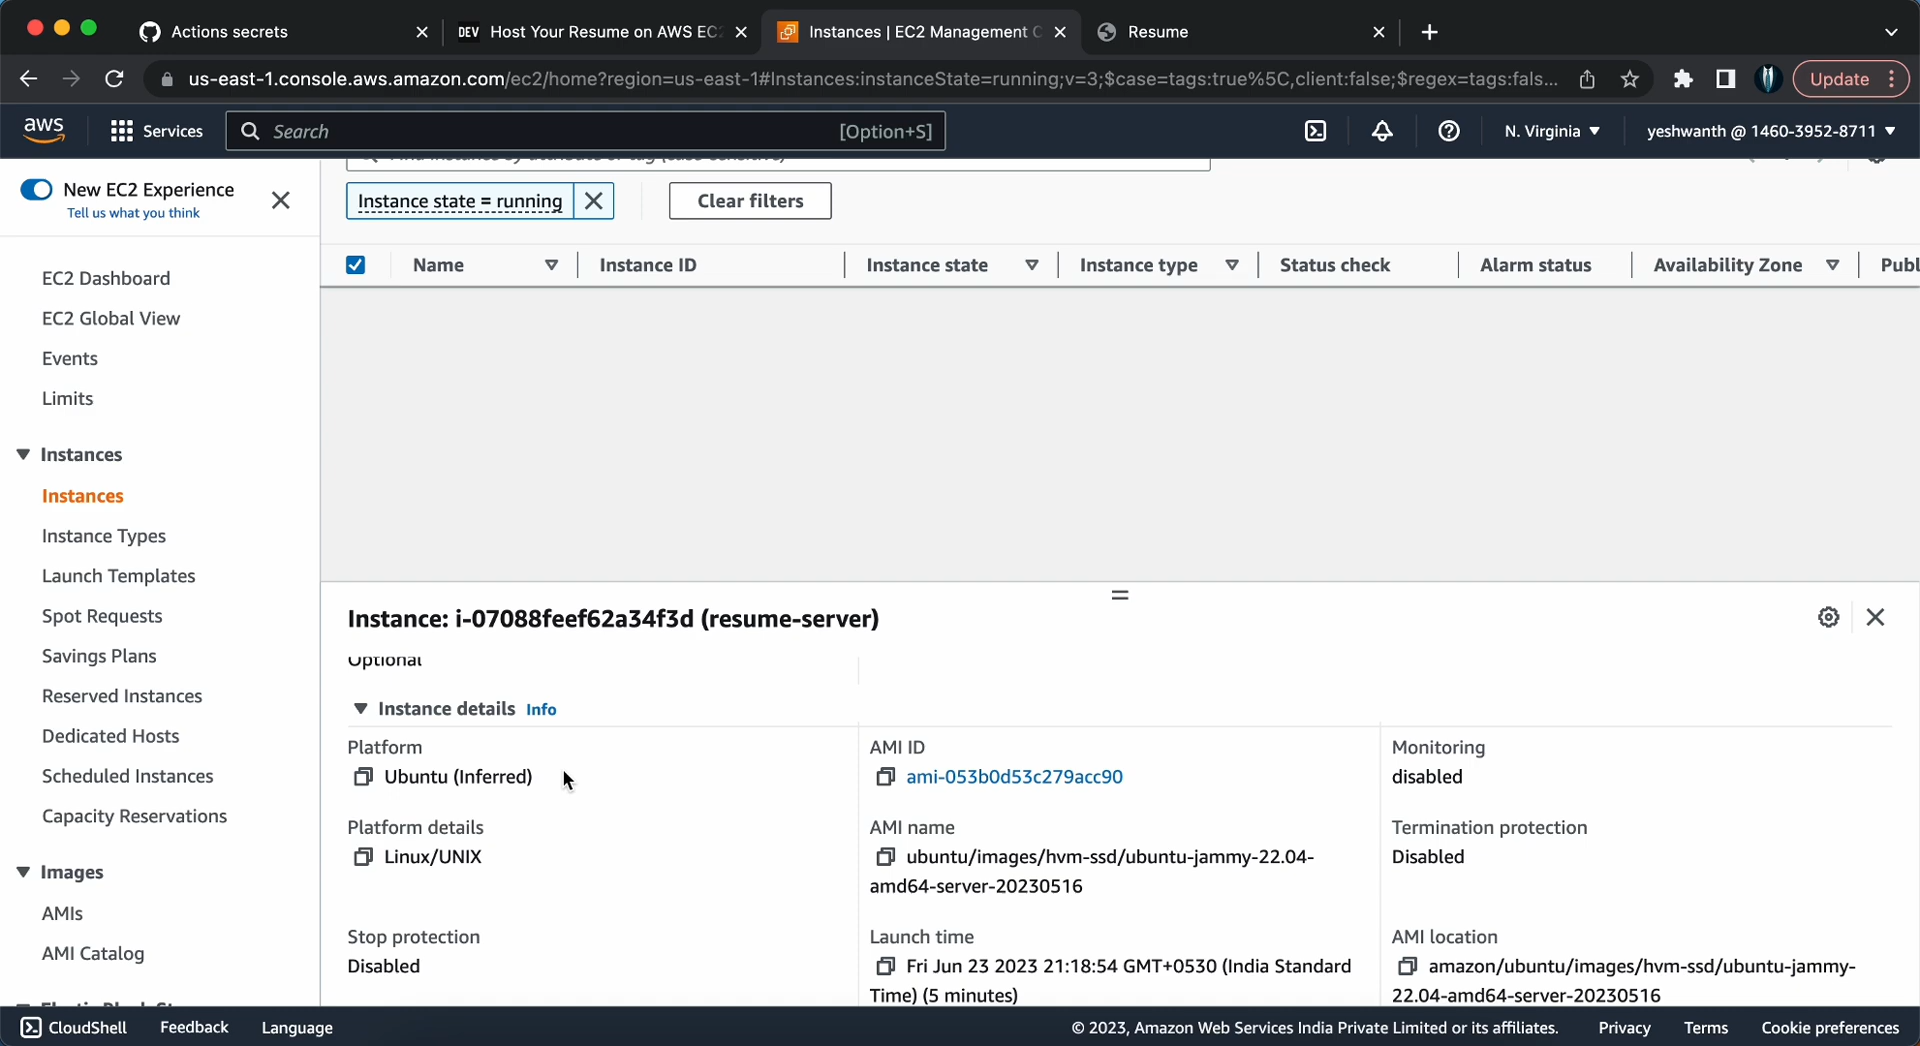 Actions secrets
DEV Host Your Resume on AWS EC2
Instances | EC2 Management C
Resume
us-east-1.console.aws.amazon.com/ec2/home?region=us-east-1#Instances:instanceState=running;v=3;$case=tags:true%5C,client:false;$regex=tags:fals...
Update
aws
Services
Search
[Option+S]
N. Virginia
yeshwanth @ 1460-3952-8711
New EC2 Experience
Tell us what you think
EC2 Dashboard
EC2 Global View
Events
Limits
Instances
Instances
Instance Types
Launch Templates
Spot Requests
Savings Plans
Reserved Instances
Dedicated Hosts
Scheduled Instances
Capacity Reservations
Images
AMIs
AMI Catalog
Instance state = running
Clear filters
Name
Instance ID
Instance state
Instance type
Status check
Alarm status
Availability Zone
Publ
Instance: i-07088feef62a34f3d (resume-server)
Optional
Instance details Info
Platform
Ubuntu (Inferred)
AMI ID
ami-053b0d53c279acc90
Monitoring
disabled
Platform details
Linux/UNIX
AMI name
ubuntu/images/hvm-ssd/ubuntu-jammy-22.04-
amd64-server-20230516
Termination protection
Disabled
Stop protection
Disabled
Launch time
Fri Jun 23 2023 21:18:54 GMT+0530 (India Standard
Time) (5 minutes)
AMI location
amazon/ubuntu/images/hvm-ssd/ubuntu-jammy-
22.04-amd64-server-20230516
CloudShell
Feedback
Language
© 2023, Amazon Web Services India Private Limited or its affiliates.
Privacy
Terms
Cookie preferences